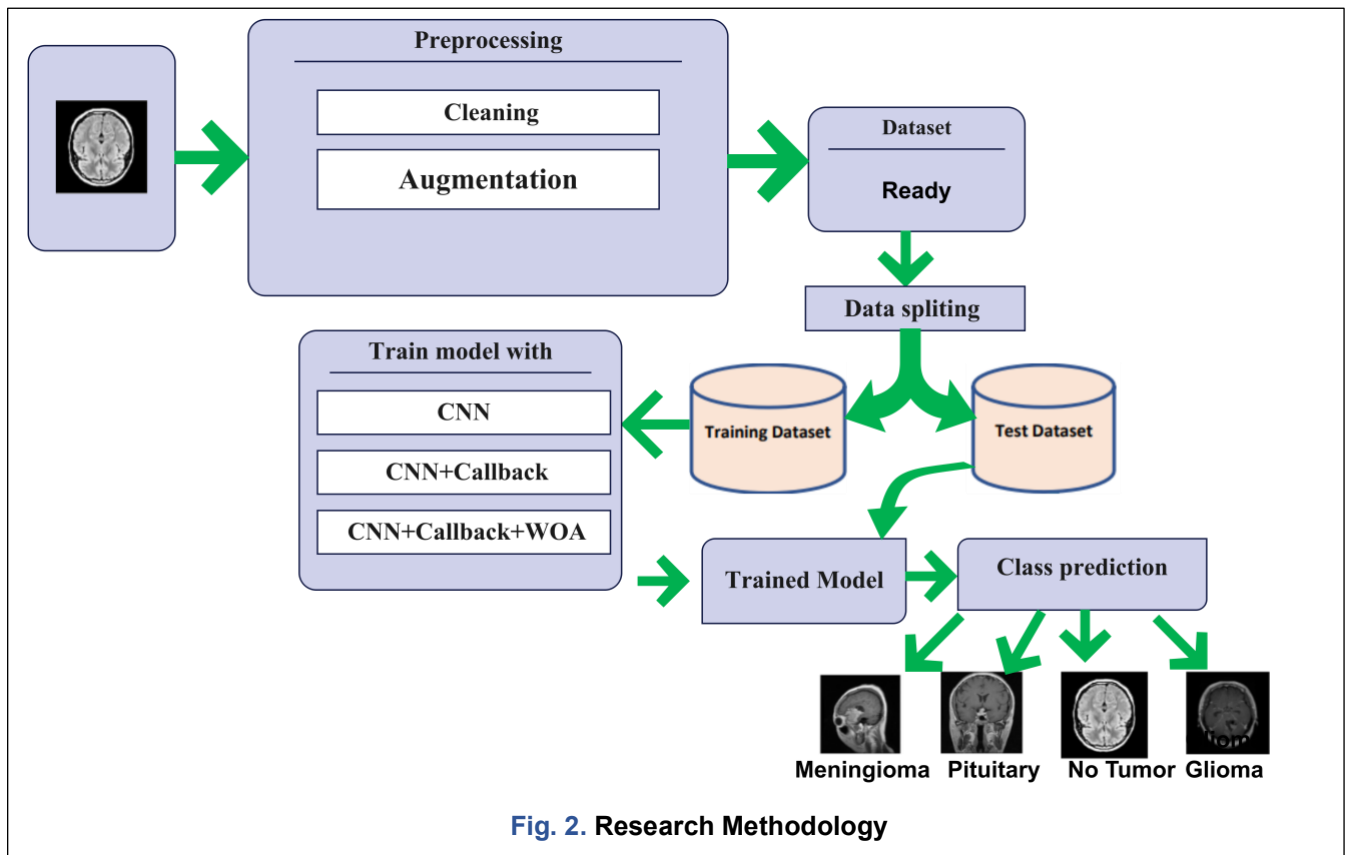 Preprocessing
Cleaning
Augmentation
Dataset
Ready
Data spliting
Train model with
CNN
CNN+Callback
CNN+Callback+WOA
Training Dataset
Test Dataset
Trained Model
Class prediction
Meningioma
Pituitary
No Tumor
Glioma
Fig. 2. Research Methodology